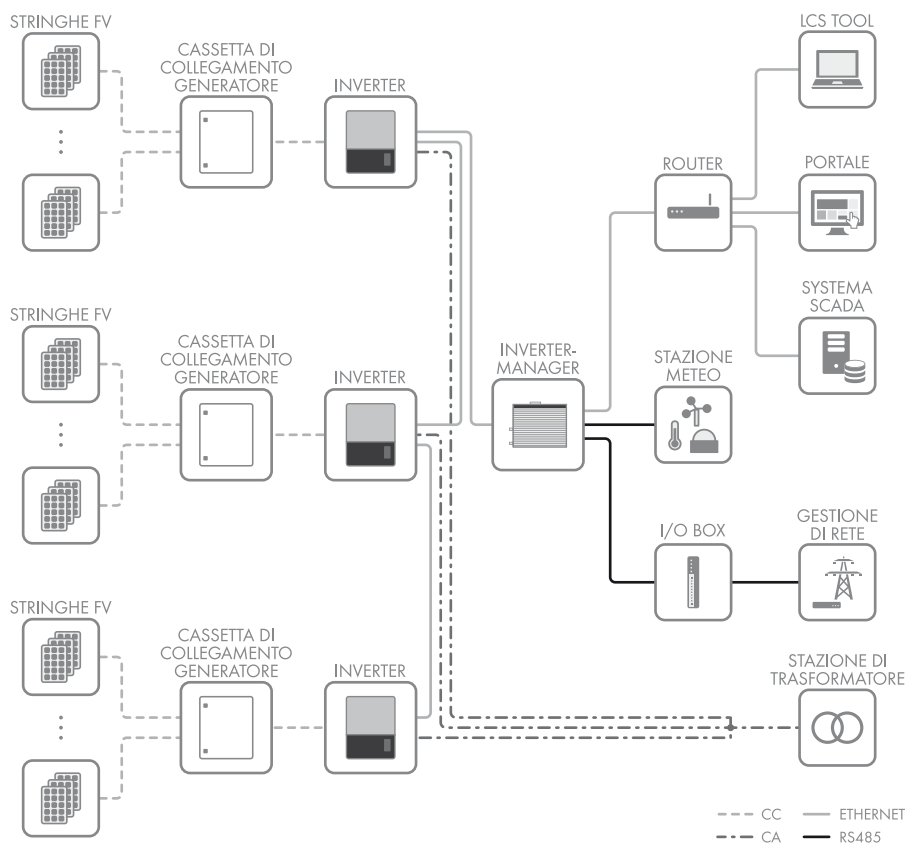 STRINGHE FV
CASSETTA DI
COLLEGAMENTO
GENERATORE
INVERTER
LCS TOOL
ROUTER
PORTALE
SYSTEMA
SCADA
STRINGHE FV
CASSETTA DI
COLLEGAMENTO
GENERATORE
INVERTER
INVERTER-
MANAGER
STAZIONE
METEO
I/O BOX
GESTIONE
DI RETE
STRINGHE FV
CASSETTA DI
COLLEGAMENTO
GENERATORE
INVERTER
STAZIONE DI
TRASFORMATORE
CC
ETHERNET
CA
RS485